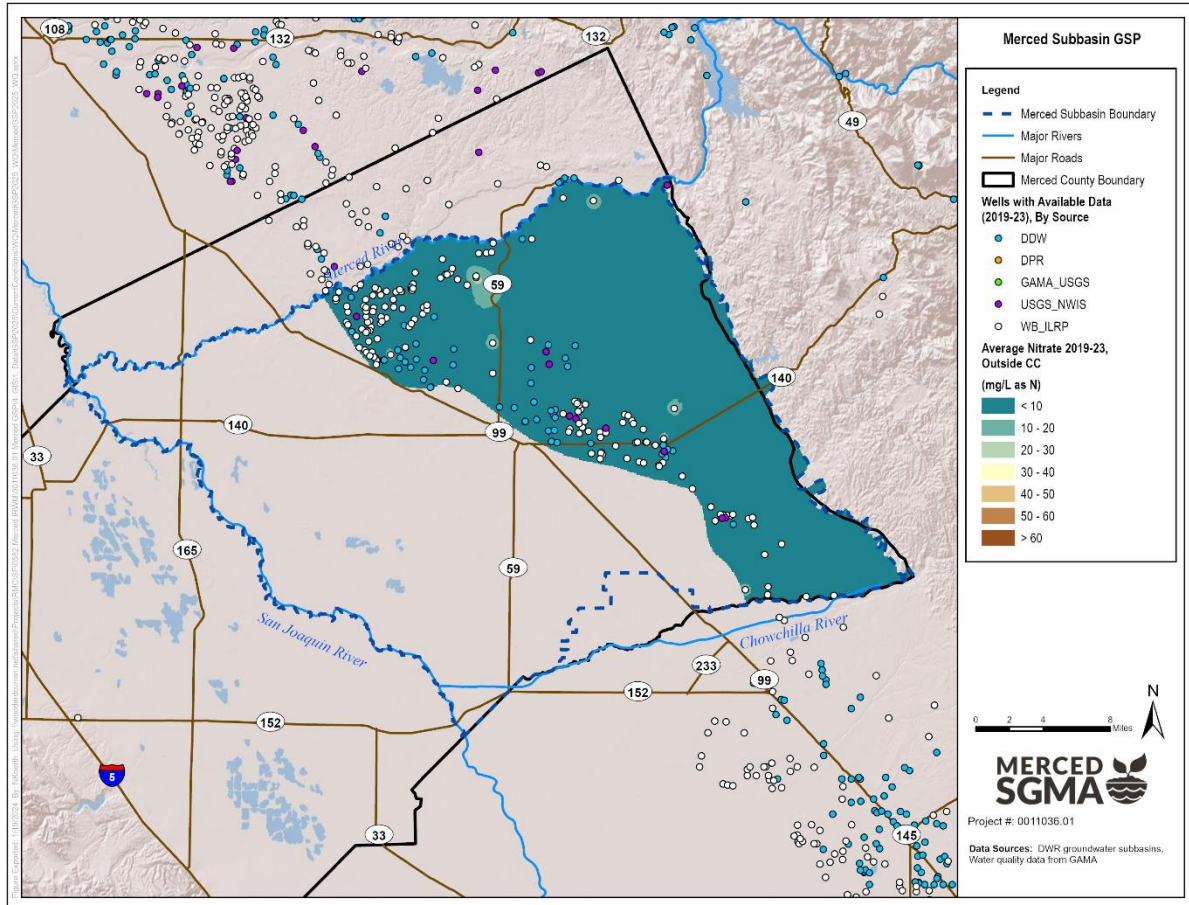 108
132
132
49
Merced River
59
140
33
140
99
165
59
San Joaquin River
Chowchilla River
233
99
152
152
5
33
145
Merced Subbasin GSP
Legend
Merced Subbasin Boundary
Major Rivers
Major Roads
Merced County Boundary
Wells with Available Data
(2019-23), By Source
DDW
DPR
GAMA_USGS
USGS_NWIS
WB_ILRP
Average Nitrate 2019-23,
Outside CC
(mg/L as N)
< 10
10 - 20
20 - 30
30 - 40
40 - 50
50 - 60
> 60
N
0 2 4 8
Miles
MERCED
SGMA
Project #: 0011036.01
Data Sources: DWR groundwater subbasins,
Water quality data from GAMA